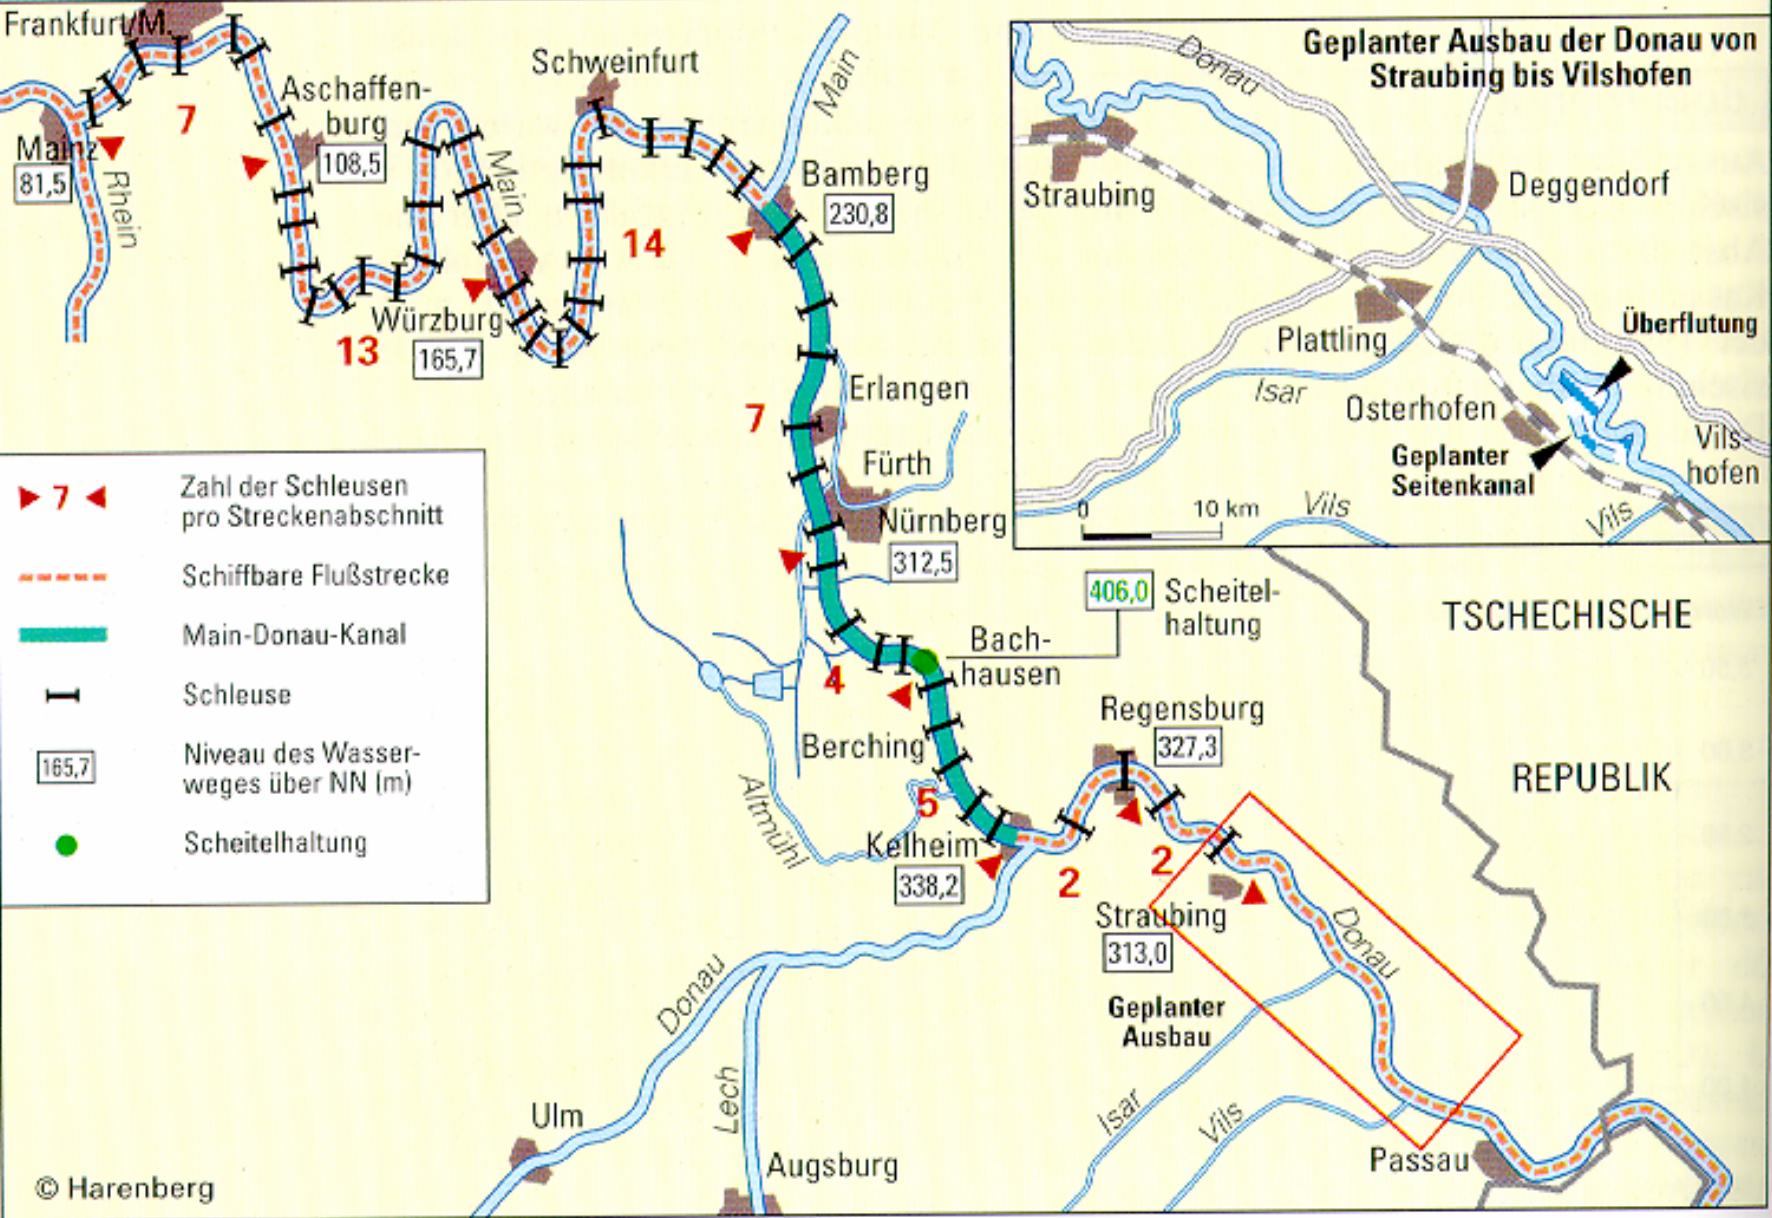 Frankfurt/M.
Mainz
81,5
Rhein
7
Aschaffen-
burg
108,5
Main
13
Würzburg
165,7
Schweinfurt
14
Main
Bamberg
230,8
7
Erlangen
Fürth
Nürnberg
312,5
4
406,0
Scheitel-
haltung
Bach-
hausen
Berching
5
Altmühl
Kelheim
338,2
2
Regensburg
327,3
2
Straubing
313,0
Geplanter
Ausbau
Donau
Isar
Vils
Passau
Donau
Lech
Ulm
Augsburg
TSCHECHISCHE
REPUBLIK
Geplanter Ausbau der Donau von
Straubing bis Vilshofen
Donau
Straubing
Deggendorf
Plattling
Isar
Überflutung
Osterhofen
Geplanter
Seitenkanal
Vils-
hofen
Vils
Vils
0 10 km
7
Zahl der Schleusen
pro Streckenabschnitt
Schiffbare Flußstrecke
Main-Donau-Kanal
Schleuse
165,7
Niveau des Wasser-
weges über NN (m)
Scheitelhaltung
© Harenberg